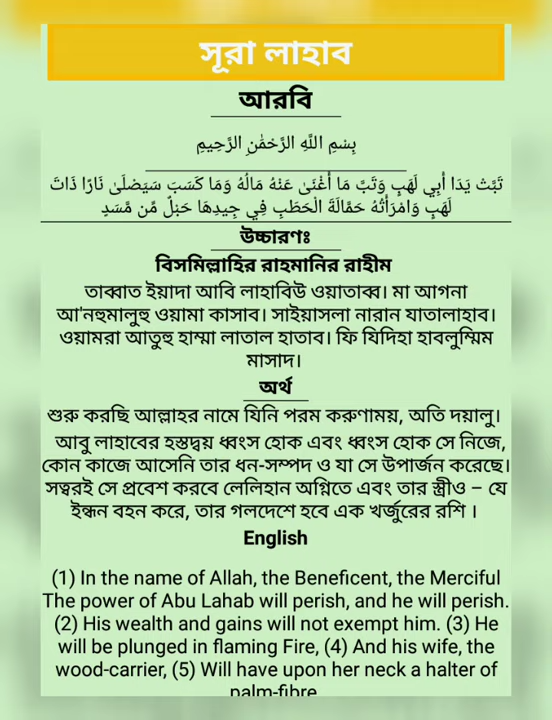 সূরা লাহাব
আরবি
بِسْمِ اللَّهِ الرَّحْمَٰنِ الرَّحِيمِ
تَبَّتْ يَدَا أَبِي لَهَبٍ وَتَبَّ مَا أَغْنَىٰ عَنْهُ مَالُهُ وَمَا كَسَبَ سَيَصْلَىٰ نَارًا ذَاتَ
لَهَبٍ وَامْرَأَتُهُ حَمَّالَةَ الْحَطَبِ فِي جِيدِهَا حَبْلٌ مِّن مَّسَدٍ
উচ্চারণঃ
বিসমিল্লাহির রাহমানির রাহীম
তাব্বাত ইয়াদা আবি লাহাবিউ ওয়াতাব্ব। মা আগনা
আ'নহুমালুহু ওয়ামা কাসাব। সাইয়াসলা নারান যাতালাহাব।
ওয়ামরা আতুহু হাম্মা লাতাল হাতাব। ফি যিদিহা হাবলুম্মিম
মাসাদ।
অর্থ
শুরু করছি আল্লাহর নামে যিনি পরম করুণাময়, অতি দয়ালু।
আবু লাহাবের হস্তদ্বয় ধ্বংস হোক এবং ধ্বংস হোক সে নিজে,
কোন কাজে আসেনি তার ধন-সম্পদ ও যা সে উপার্জন করেছে।
সত্বরই সে প্রবেশ করবে লেলিহান অগ্নিতে এবং তার স্ত্রীও – যে
ইন্ধন বহন করে, তার গলদেশে হবে এক খর্জুরের রশি ।
English
(1) In the name of Allah, the Beneficent, the Merciful
The power of Abu Lahab will perish, and he will perish.
(2) His wealth and gains will not exempt him. (3) He
will be plunged in flaming Fire, (4) And his wife, the
wood-carrier, (5) Will have upon her neck a halter of
palm-fibre